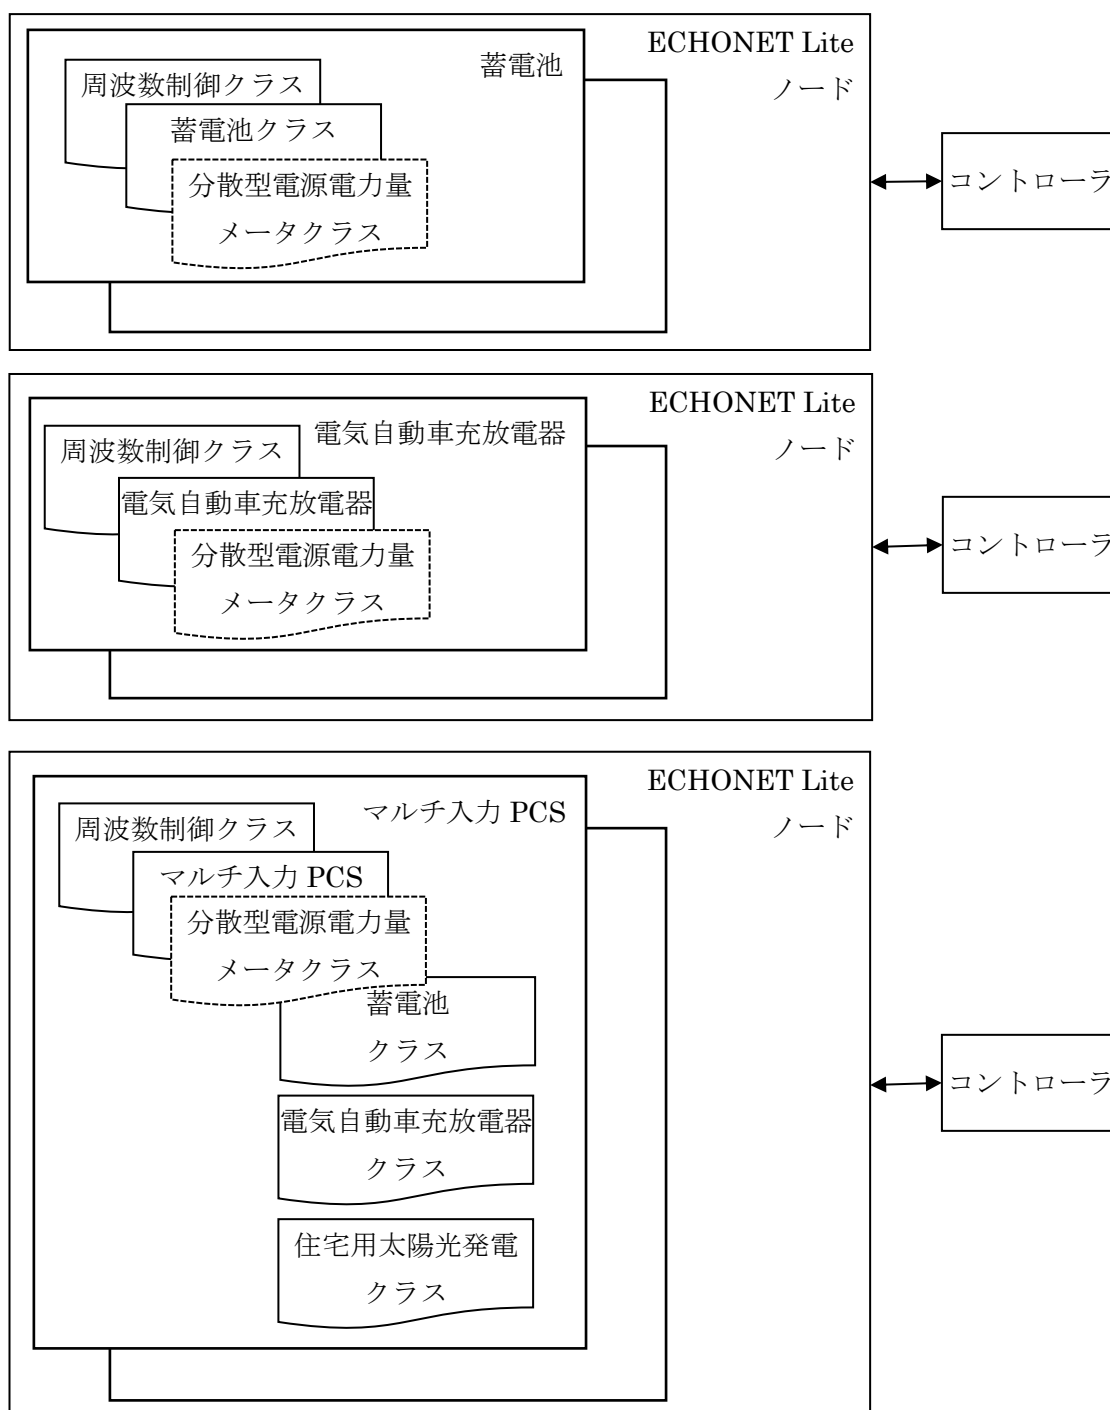 ECHONET Lite
ノード
蓄電池
周波数制御クラス
蓄電池クラス
分散型電源電力量
メータクラス
コントローラ
ECHONET Lite
ノード
電気自動車充放電器
周波数制御クラス
電気自動車充放電器
分散型電源電力量
メータクラス
コントローラ
ECHONET Lite
ノード
マルチ入力 PCS
周波数制御クラス
マルチ入力 PCS
分散型電源電力量
メータクラス
蓄電池
クラス
電気自動車充放電器
クラス
住宅用太陽光発電
クラス
コントローラ